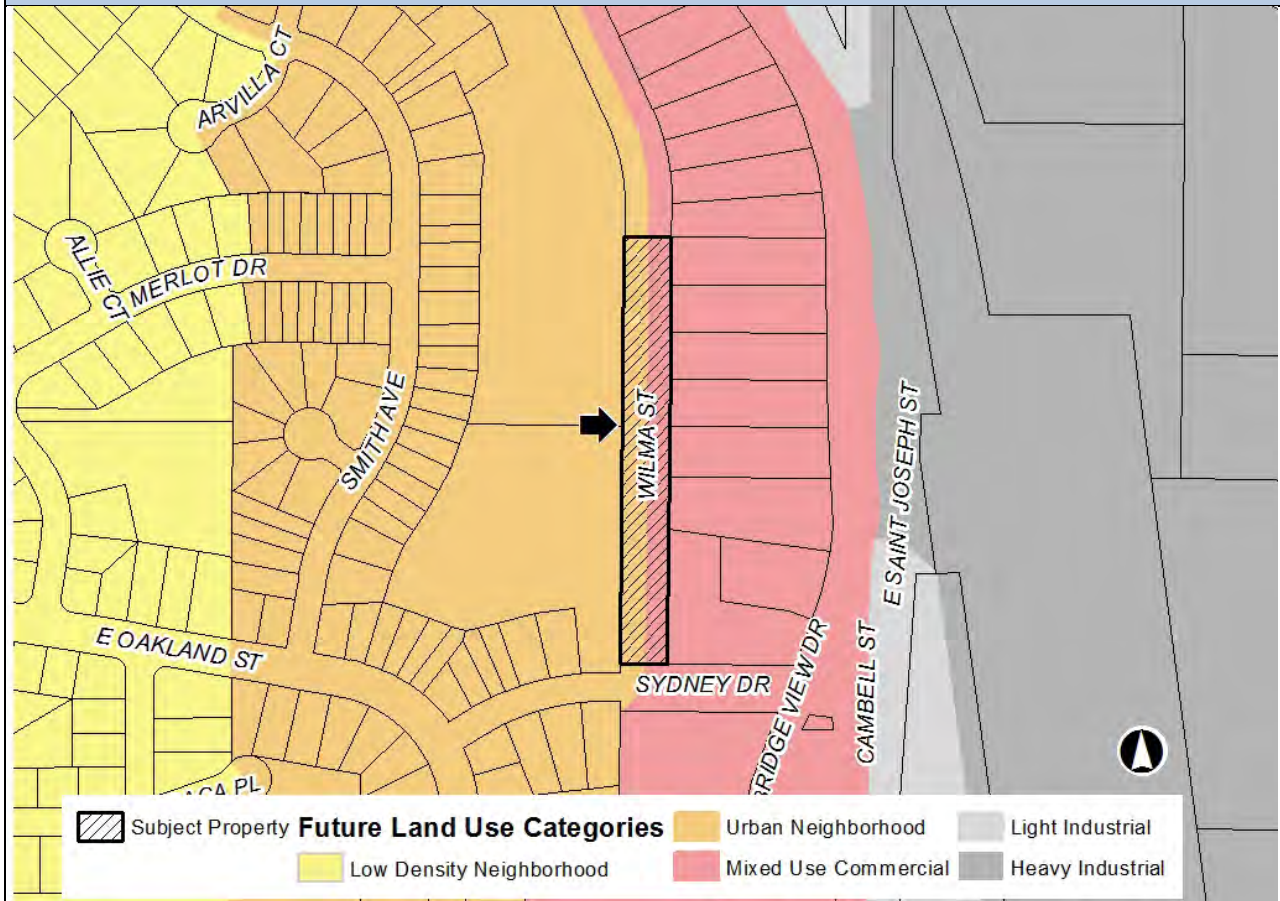 ARVILLA CT
ALLIE CT
MERLOT DR
SMITH AVE
WILMA ST
E SAINT JOSEPH ST
E OAKLAND ST
SYDNEY DR
BRIDGE VIEW DR
CAMBELL ST
PL
Subject Property
Future Land Use Categories
Low Density Neighborhood
Urban Neighborhood
Mixed Use Commercial
Light Industrial
Heavy Industrial